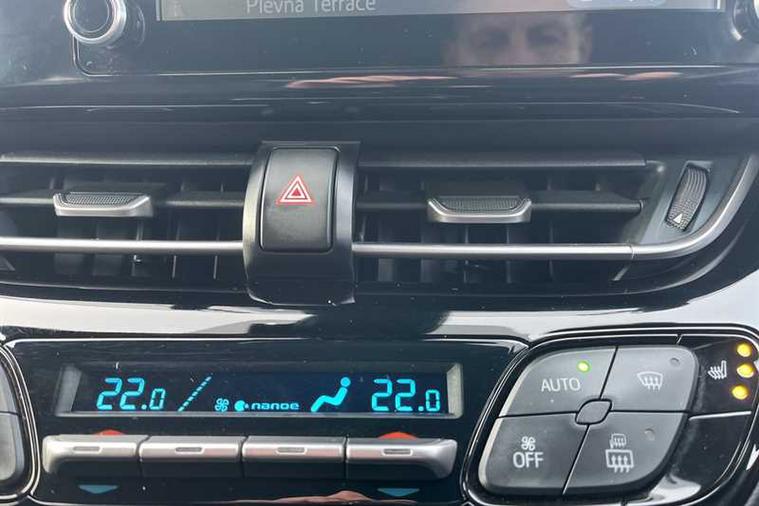 Plevna Terrace
22.0 nanoe 22.0
AUTO
OFF